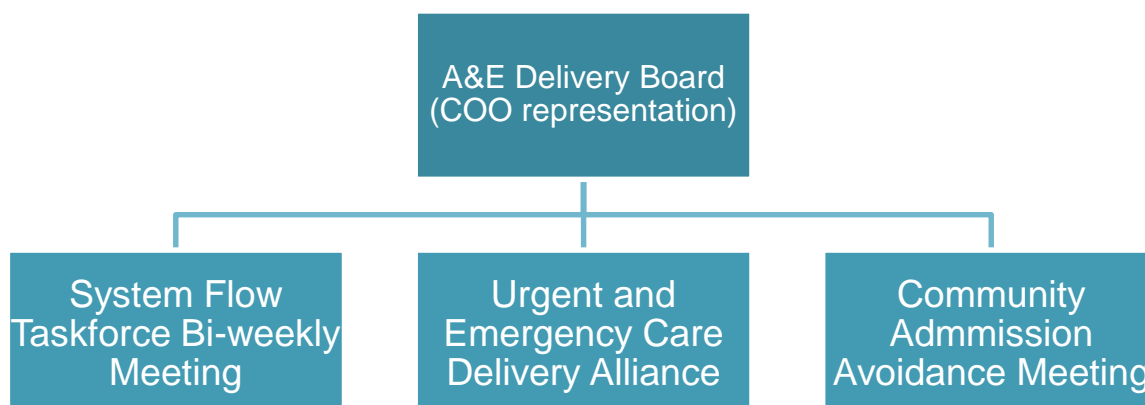 A&E Delivery Board
(COO representation)
System Flow
Taskforce Bi-weekly
Meeting
Urgent and
Emergency Care
Delivery Alliance
Community
Admmission
Avoidance Meeting